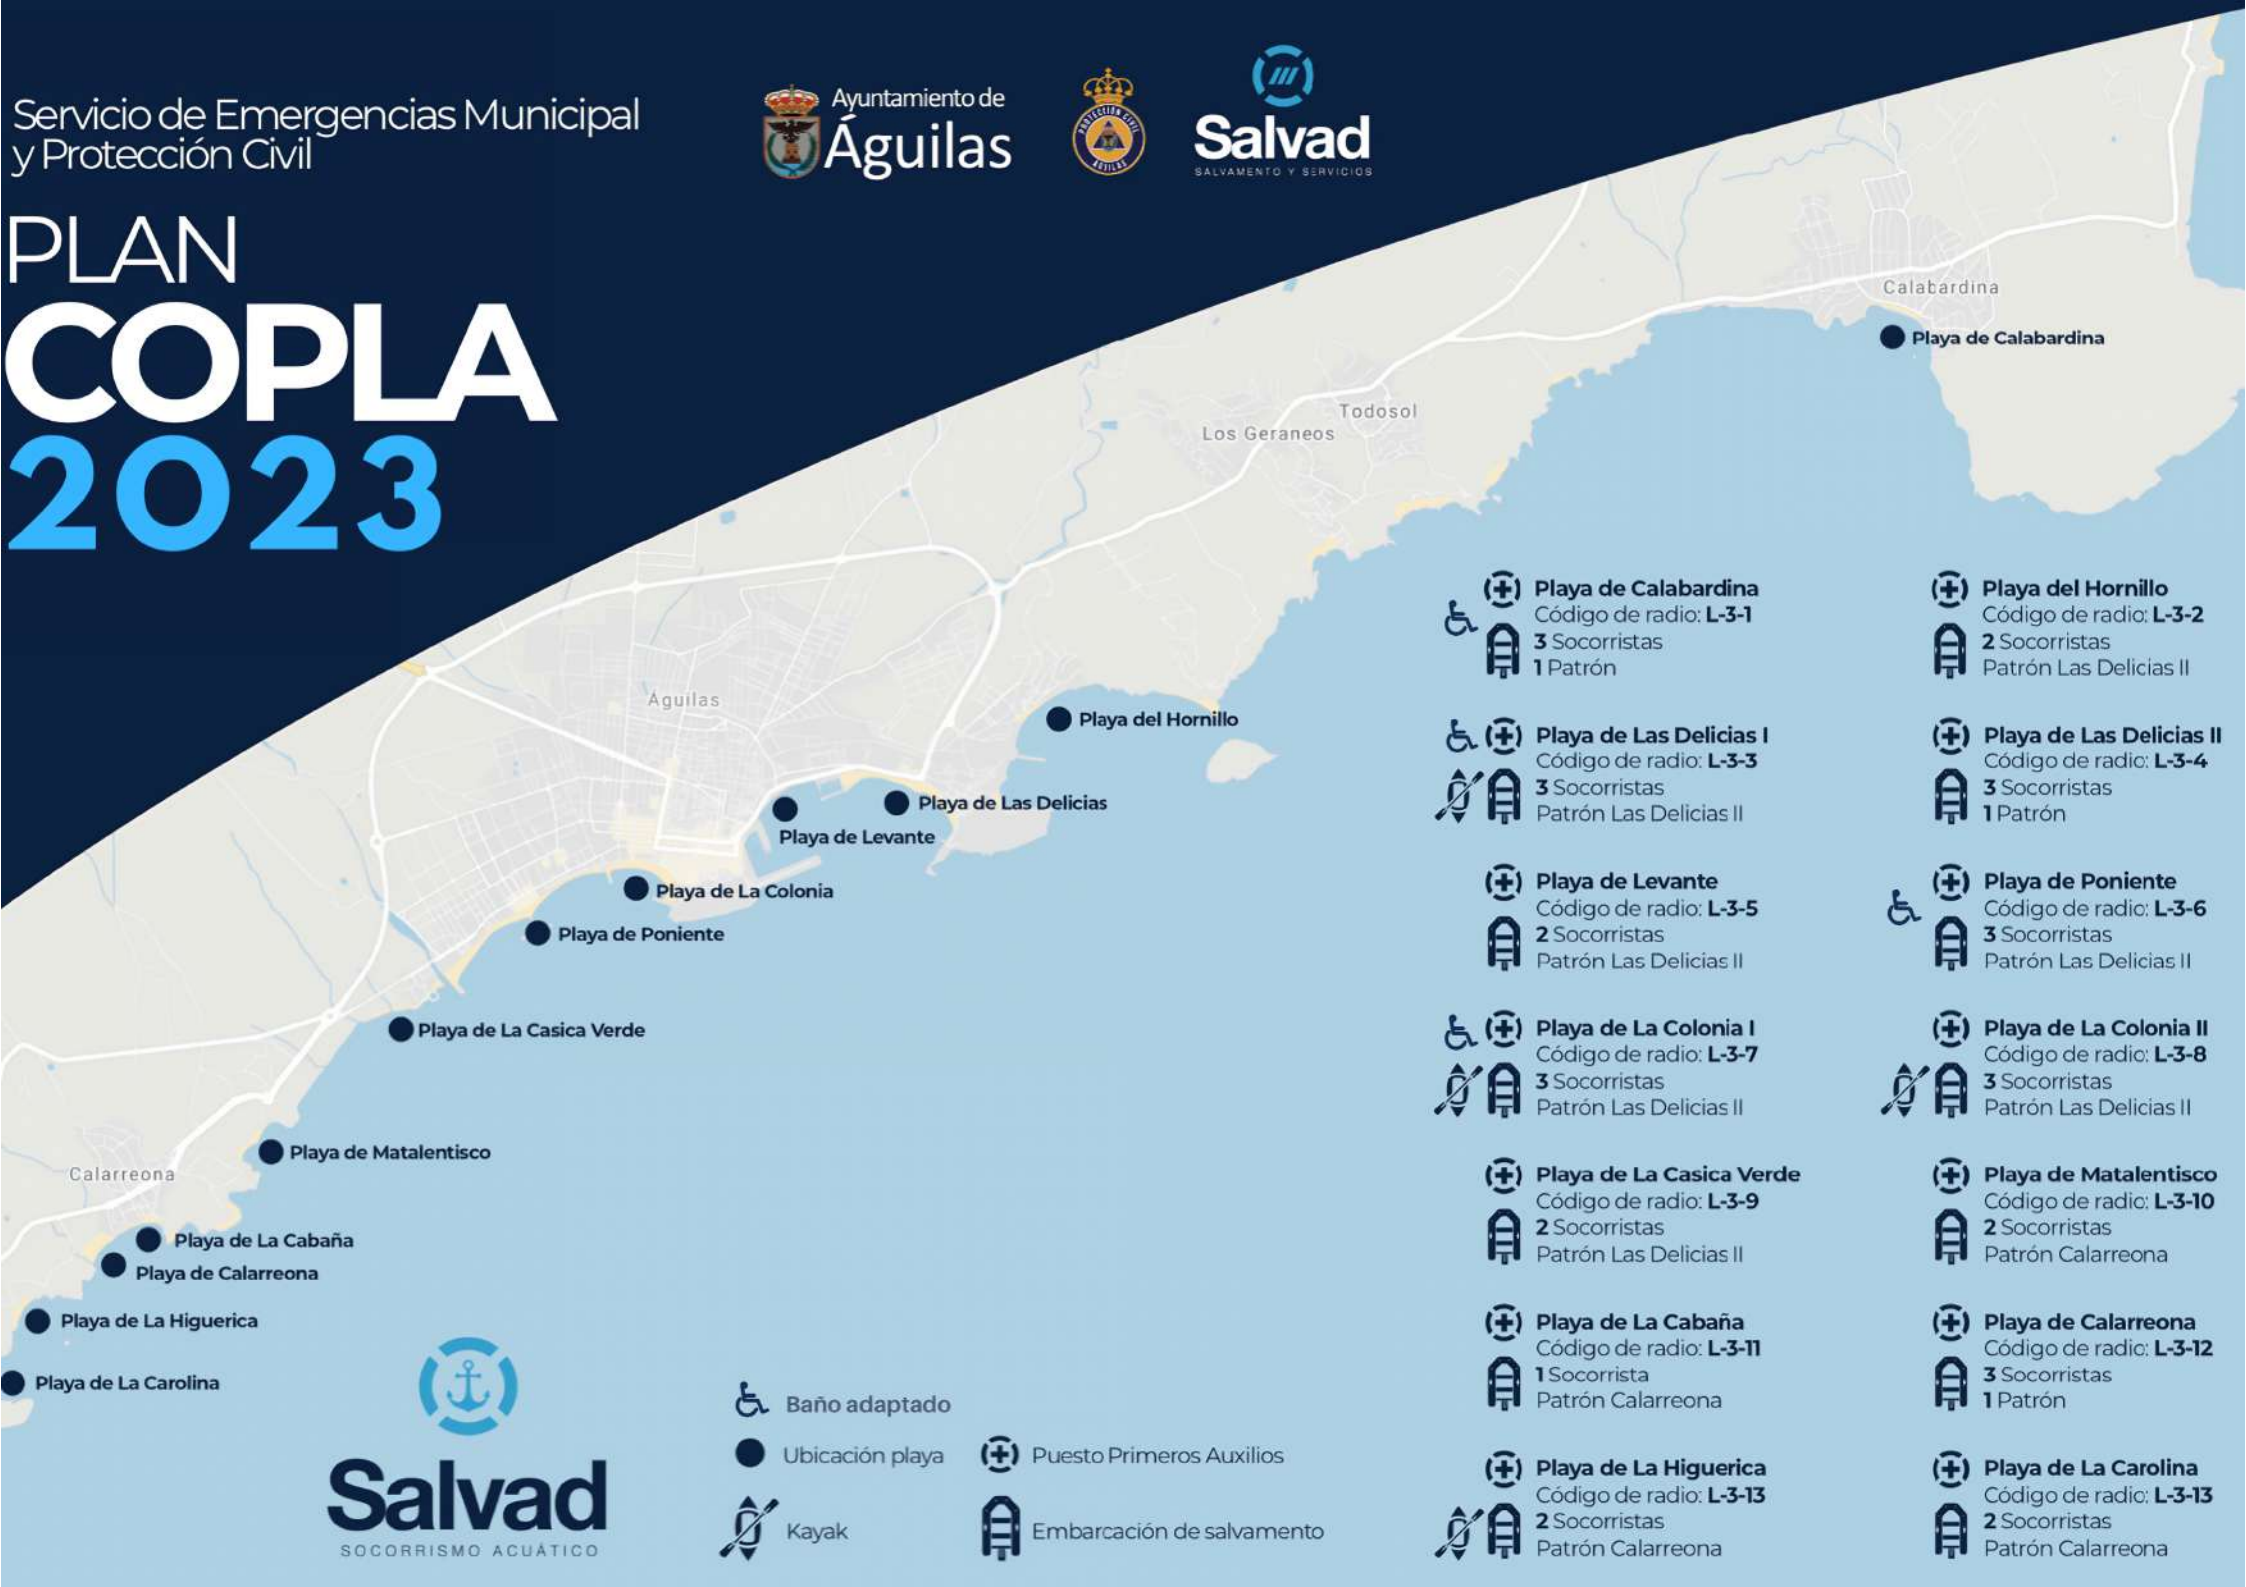 Servicio de Emergencias Municipal
y Protección Civil
PLAN
COPLA
2023
Ayuntamiento de
Águilas
PROTECCIÓN CIVIL
ÁGUILAS
Salvad
SALVAMENTO Y SERVICIOS
Calabardina
Playa de Calabardina
Todosol
Los Geraneos
Águilas
Playa del Hornillo
Playa de Las Delicias
Playa de Levante
Playa de La Colonia
Playa de Poniente
Playa de La Casica Verde
Playa de Matalentisco
Calarreona
Playa de La Cabaña
Playa de Calarreona
Playa de La Higuerica
Playa de La Carolina
Salvad
SOCORRISMO ACUÁTICO
Baño adaptado
Ubicación playa
Puesto Primeros Auxilios
Kayak
Embarcación de salvamento
Playa de Calabardina
Código de radio: L-3-1
3 Socorristas
1 Patrón
Playa del Hornillo
Código de radio: L-3-2
2 Socorristas
Patrón Las Delicias II
Playa de Las Delicias I
Código de radio: L-3-3
3 Socorristas
Patrón Las Delicias II
Playa de Las Delicias II
Código de radio: L-3-4
3 Socorristas
1 Patrón
Playa de Levante
Código de radio: L-3-5
2 Socorristas
Patrón Las Delicias II
Playa de Poniente
Código de radio: L-3-6
3 Socorristas
Patrón Las Delicias II
Playa de La Colonia I
Código de radio: L-3-7
3 Socorristas
Patrón Las Delicias II
Playa de La Colonia II
Código de radio: L-3-8
3 Socorristas
Patrón Las Delicias II
Playa de La Casica Verde
Código de radio: L-3-9
2 Socorristas
Patrón Las Delicias II
Playa de Matalentisco
Código de radio: L-3-10
2 Socorristas
Patrón Calarreona
Playa de La Cabaña
Código de radio: L-3-11
1 Socorrista
Patrón Calarreona
Playa de Calarreona
Código de radio: L-3-12
3 Socorristas
1 Patrón
Playa de La Higuerica
Código de radio: L-3-13
2 Socorristas
Patrón Calarreona
Playa de La Carolina
Código de radio: L-3-13
2 Socorristas
Patrón Calarreona